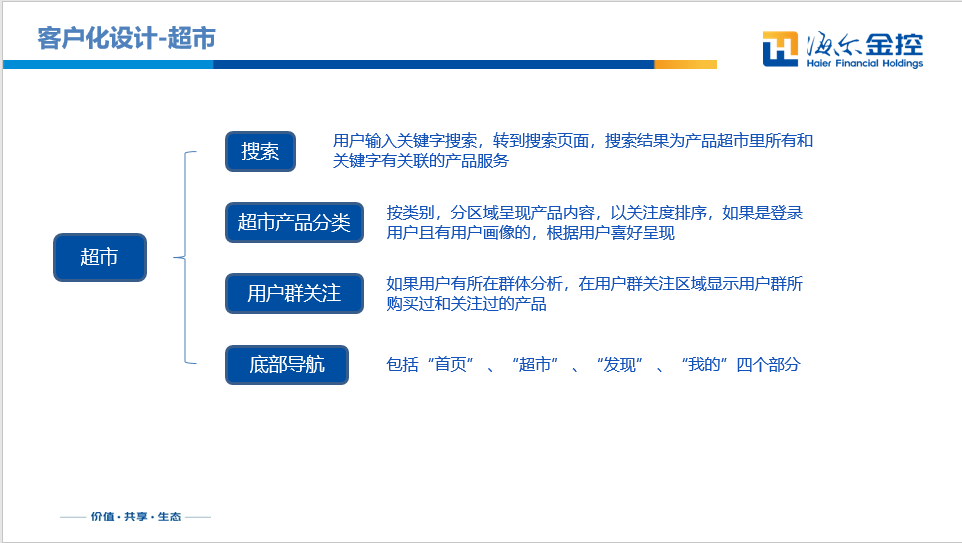 客户化设计-超市
海尔金控
Haier Financial Holdings
搜索
用户输入关键字搜索，转到搜索页面，搜索结果为产品超市里所有和
关键字有关联的产品服务
超市产品分类
按类别，分区域呈现产品内容，以关注度排序，如果是登录
用户且有用户画像的，根据用户喜好呈现
超市
用户群关注
如果用户有所在群体分析，在用户群关注区域显示用户群所
购买过和关注过的产品
底部导航
包括“首页”、“超市”、“发现”、“我的”四个部分
价值·共享·生态